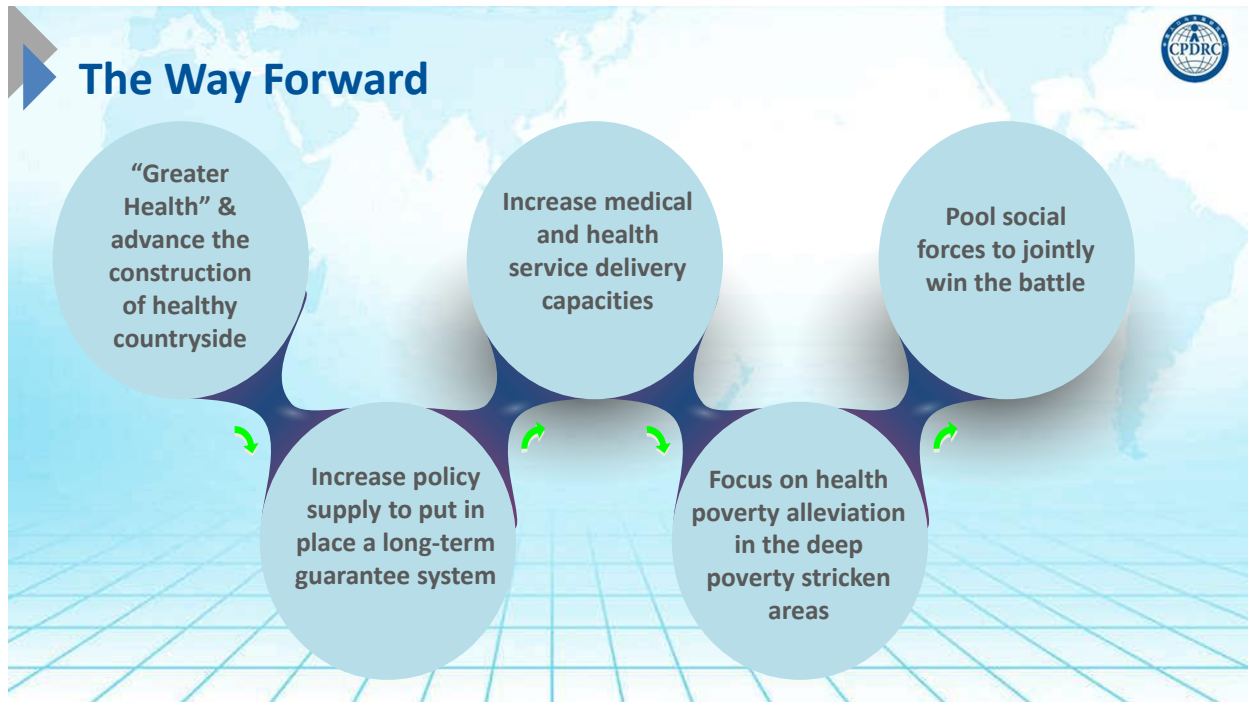 The Way Forward
CPDRC
“Greater
Health” &
advance the
construction
of healthy
countryside
Increase policy
supply to put in
place a long-term
guarantee system
Increase medical
and health
service delivery
capacities
Focus on health
poverty alleviation
in the deep
poverty stricken
areas
Pool social
forces to jointly
win the battle